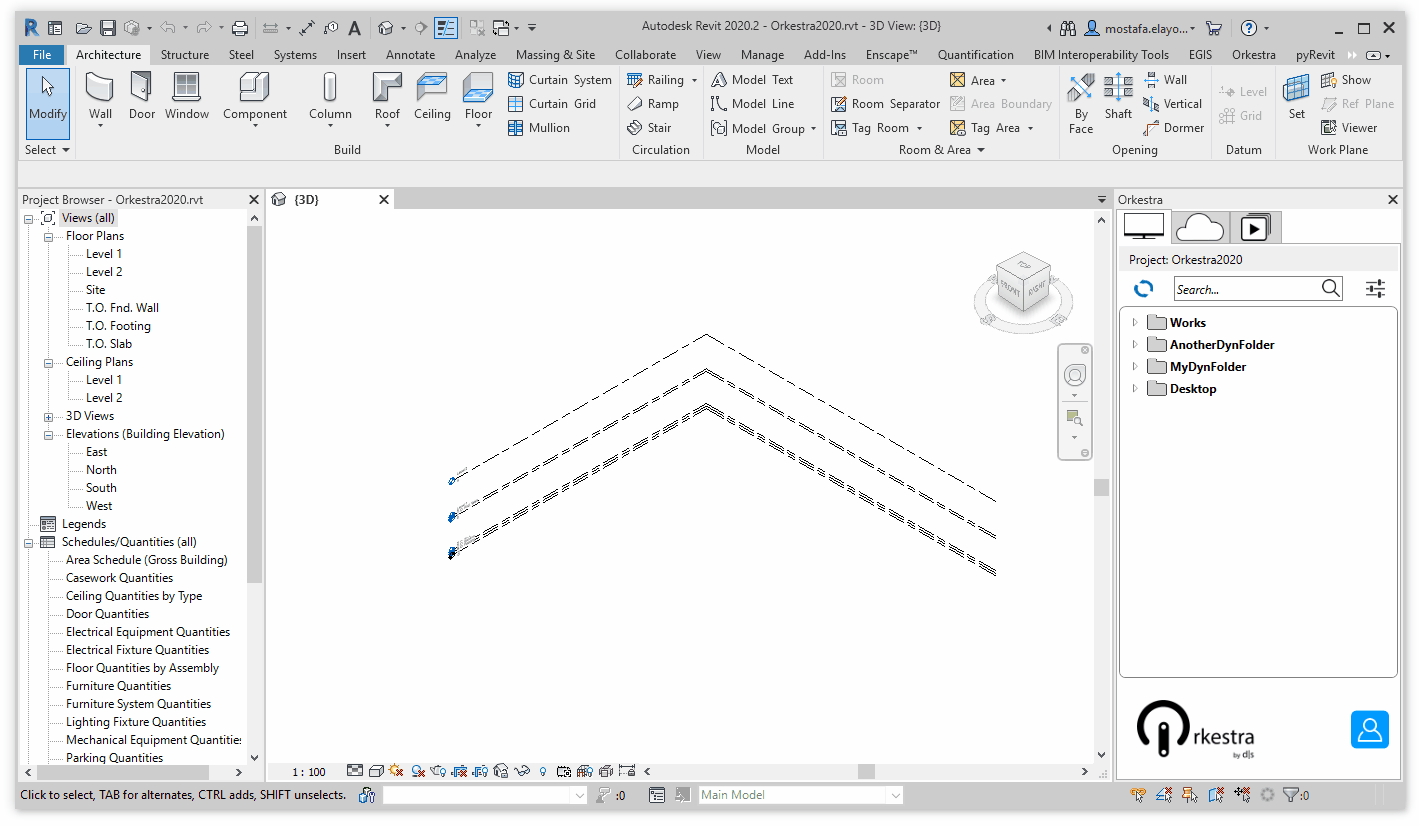 Autodesk Revit 2020.2 - Orkestra2020.rvt - 3D View: {3D}
mostafa.elayo...
File Architecture Structure Steel Systems Insert Annotate Analyze Massing & Site Collaborate View Manage Add-Ins Enscape™ Quantification BIM Interoperability Tools EGIS Orkestra pyRevit
Modify
Select
Wall
Door
Window
Component
Column
Roof
Ceiling
Floor
Curtain System
Curtain Grid
Mullion
Build
Railing
Ramp
Stair
Circulation
Model Text
Model Line
Model Group
Model
Room
Room Separator
Tag Room
Area
Area Boundary
Tag Area
Room & Area
By
Face
Shaft
Wall
Vertical
Dormer
Opening
Level
Grid
Datum
Set
Show
Ref Plane
Viewer
Work Plane
Project Browser - Orkestra2020.rvt
Views (all)
Floor Plans
Level 1
Level 2
Site
T.O. Fnd. Wall
T.O. Footing
T.O. Slab
Ceiling Plans
Level 1
Level 2
3D Views
Elevations (Building Elevation)
East
North
South
West
Legends
Schedules/Quantities (all)
Area Schedule (Gross Building)
Casework Quantities
Ceiling Quantities by Type
Door Quantities
Electrical Equipment Quantities
Electrical Fixture Quantities
Floor Quantities by Assembly
Furniture Quantities
Furniture System Quantities
Lighting Fixture Quantities
Mechanical Equipment Quantities
Parking Quantities
{3D}
TOP
FRONT
RIGHT
1 : 100
Orkestra
Project: Orkestra2020
Search...
Works
AnotherDynFolder
MyDynFolder
Desktop
rkestra
by d|s
Click to select, TAB for alternates, CTRL adds, SHIFT unselects.
:0
Main Model
:0